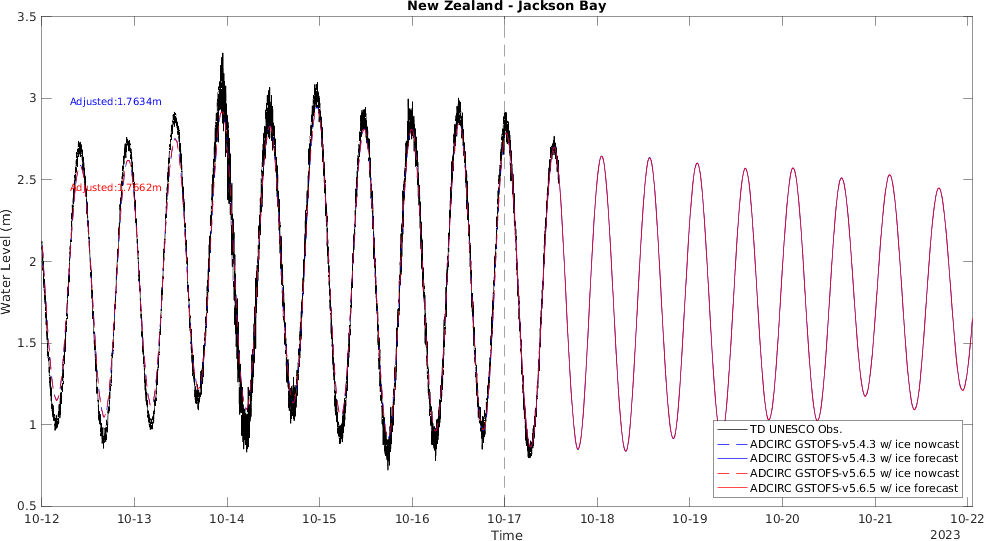 New Zealand - Jackson Bay
3.5
3
2.5
2
1.5
1
0.5
Water Level (m)
Adjusted:1.7634m
Adjusted:1.7662m
TD UNESCO Obs.
ADCIRC GSTOFS-v5.4.3 w/ ice nowcast
ADCIRC GSTOFS-v5.4.3 w/ ice forecast
ADCIRC GSTOFS-v5.6.5 w/ ice nowcast
ADCIRC GSTOFS-v5.6.5 w/ ice forecast
10-12 10-13 10-14 10-15 10-16 10-17 10-18 10-19 10-20 10-21 10-22
Time
2023